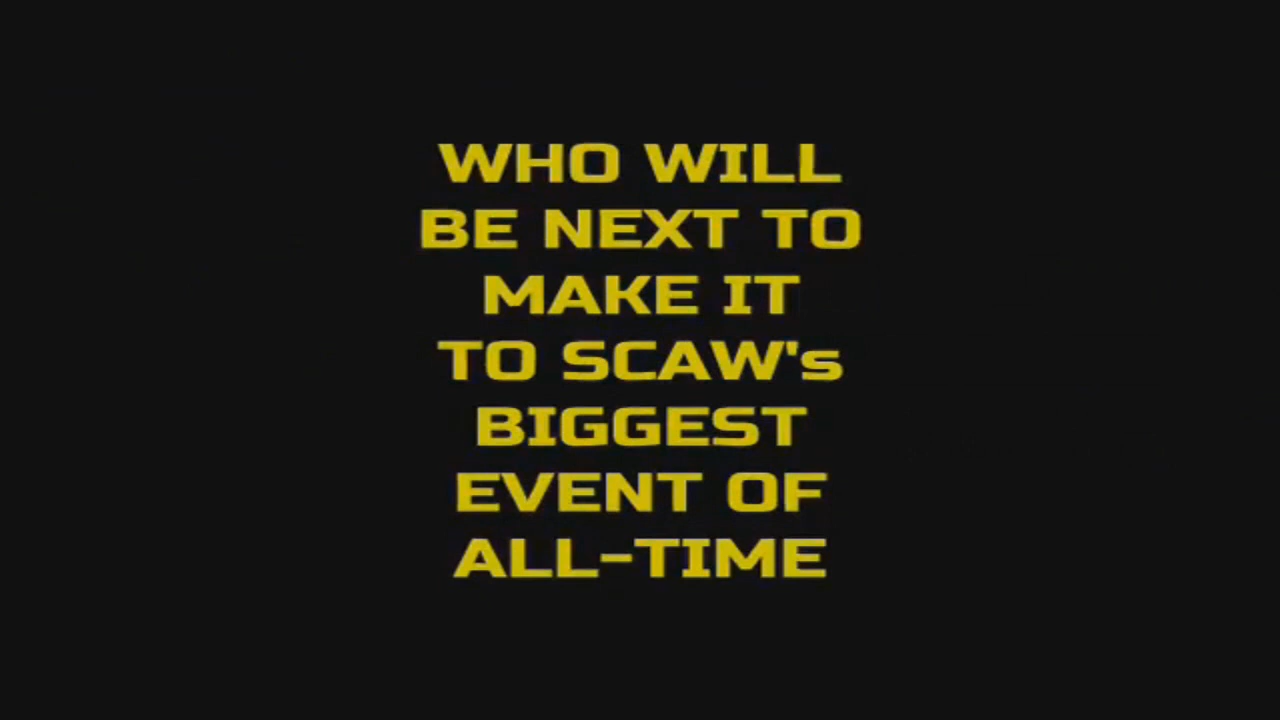 WHO WILL
BE NEXT TO
MAKE IT
TO SCAW's
BIGGEST
EVENT OF
ALL-TIME